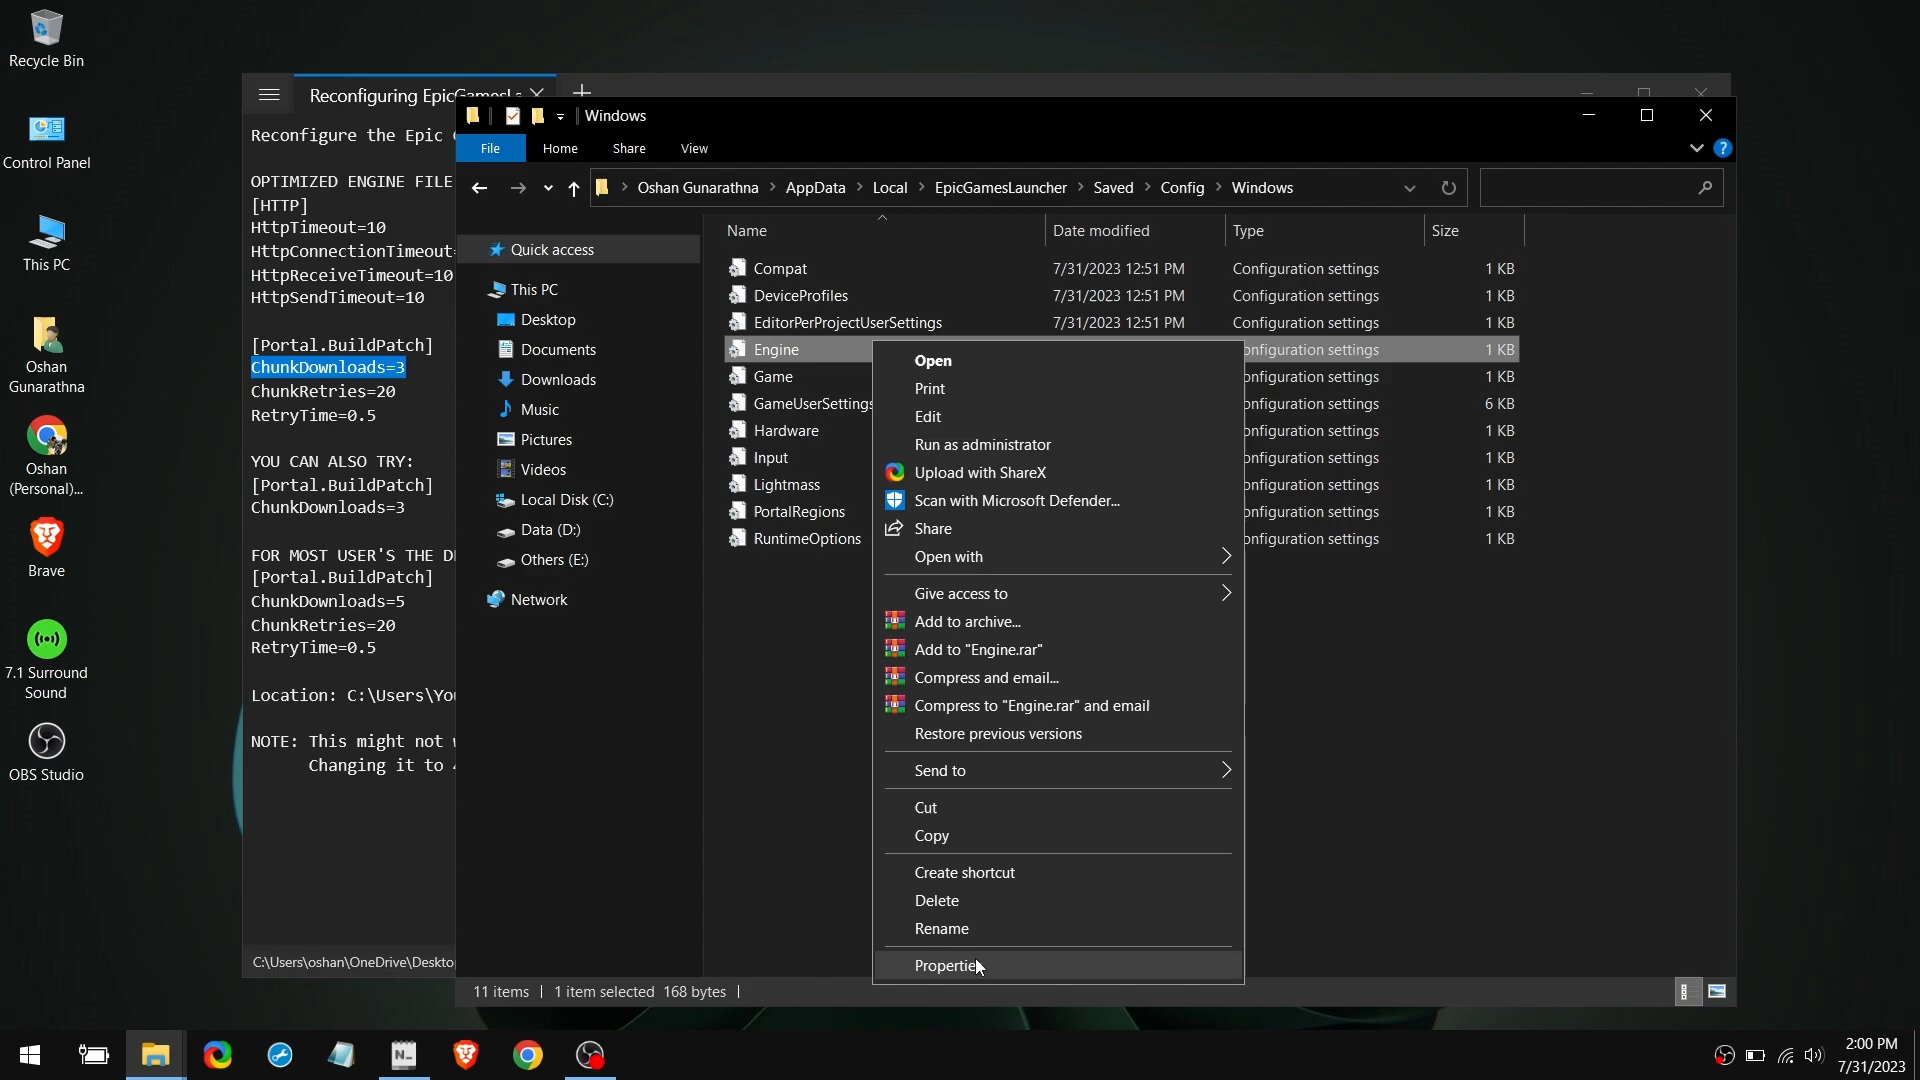 Recycle Bin
Control Panel
This PC
Oshan
Gunarathna
Oshan
(Personal)...
Brave
7.1 Surround
Sound
OBS Studio
Reconfiguring EpicGamesL
Reconfigure the Epic
OPTIMIZED ENGINE FILE
[HTTP]
HttpTimeout=10
HttpConnectionTimeout=
HttpReceiveTimeout=10
HttpSendTimeout=10
[Portal.BuildPatch]
ChunkDownloads=3
ChunkRetries=20
RetryTime=0.5
YOU CAN ALSO TRY:
[Portal.BuildPatch]
ChunkDownloads=3
FOR MOST USER'S THE D
[Portal.BuildPatch]
ChunkDownloads=5
ChunkRetries=20
RetryTime=0.5
Location: C:\Users\You
NOTE: This might not
Changing it to
C:\Users\oshan\OneDrive\Deskto
Windows
File Home Share View
Oshan Gunarathna AppData Local EpicGamesLauncher Saved Config Windows
Quick access
This PC
Desktop
Documents
Downloads
Music
Pictures
Videos
Local Disk (C:)
Data (D:)
Others (E:)
Network
Name Date modified Type Size
Compat 7/31/2023 12:51 PM Configuration settings 1 KB
DeviceProfiles 7/31/2023 12:51 PM Configuration settings 1 KB
EditorPerProjectUserSettings 7/31/2023 12:51 PM Configuration settings 1 KB
Engine onfiguration settings 1 KB
Game onfiguration settings 1 KB
GameUserSettings onfiguration settings 6 KB
Hardware onfiguration settings 1 KB
Input onfiguration settings 1 KB
Lightmass onfiguration settings 1 KB
PortalRegions onfiguration settings 1 KB
RuntimeOptions onfiguration settings 1 KB
Open
Print
Edit
Run as administrator
Upload with ShareX
Scan with Microsoft Defender...
Share
Open with
Give access to
Add to archive...
Add to "Engine.rar"
Compress and email...
Compress to "Engine.rar" and email
Restore previous versions
Send to
Cut
Copy
Create shortcut
Delete
Rename
Propertie
11 items 1 item selected 168 bytes
2:00 PM
7/31/2023